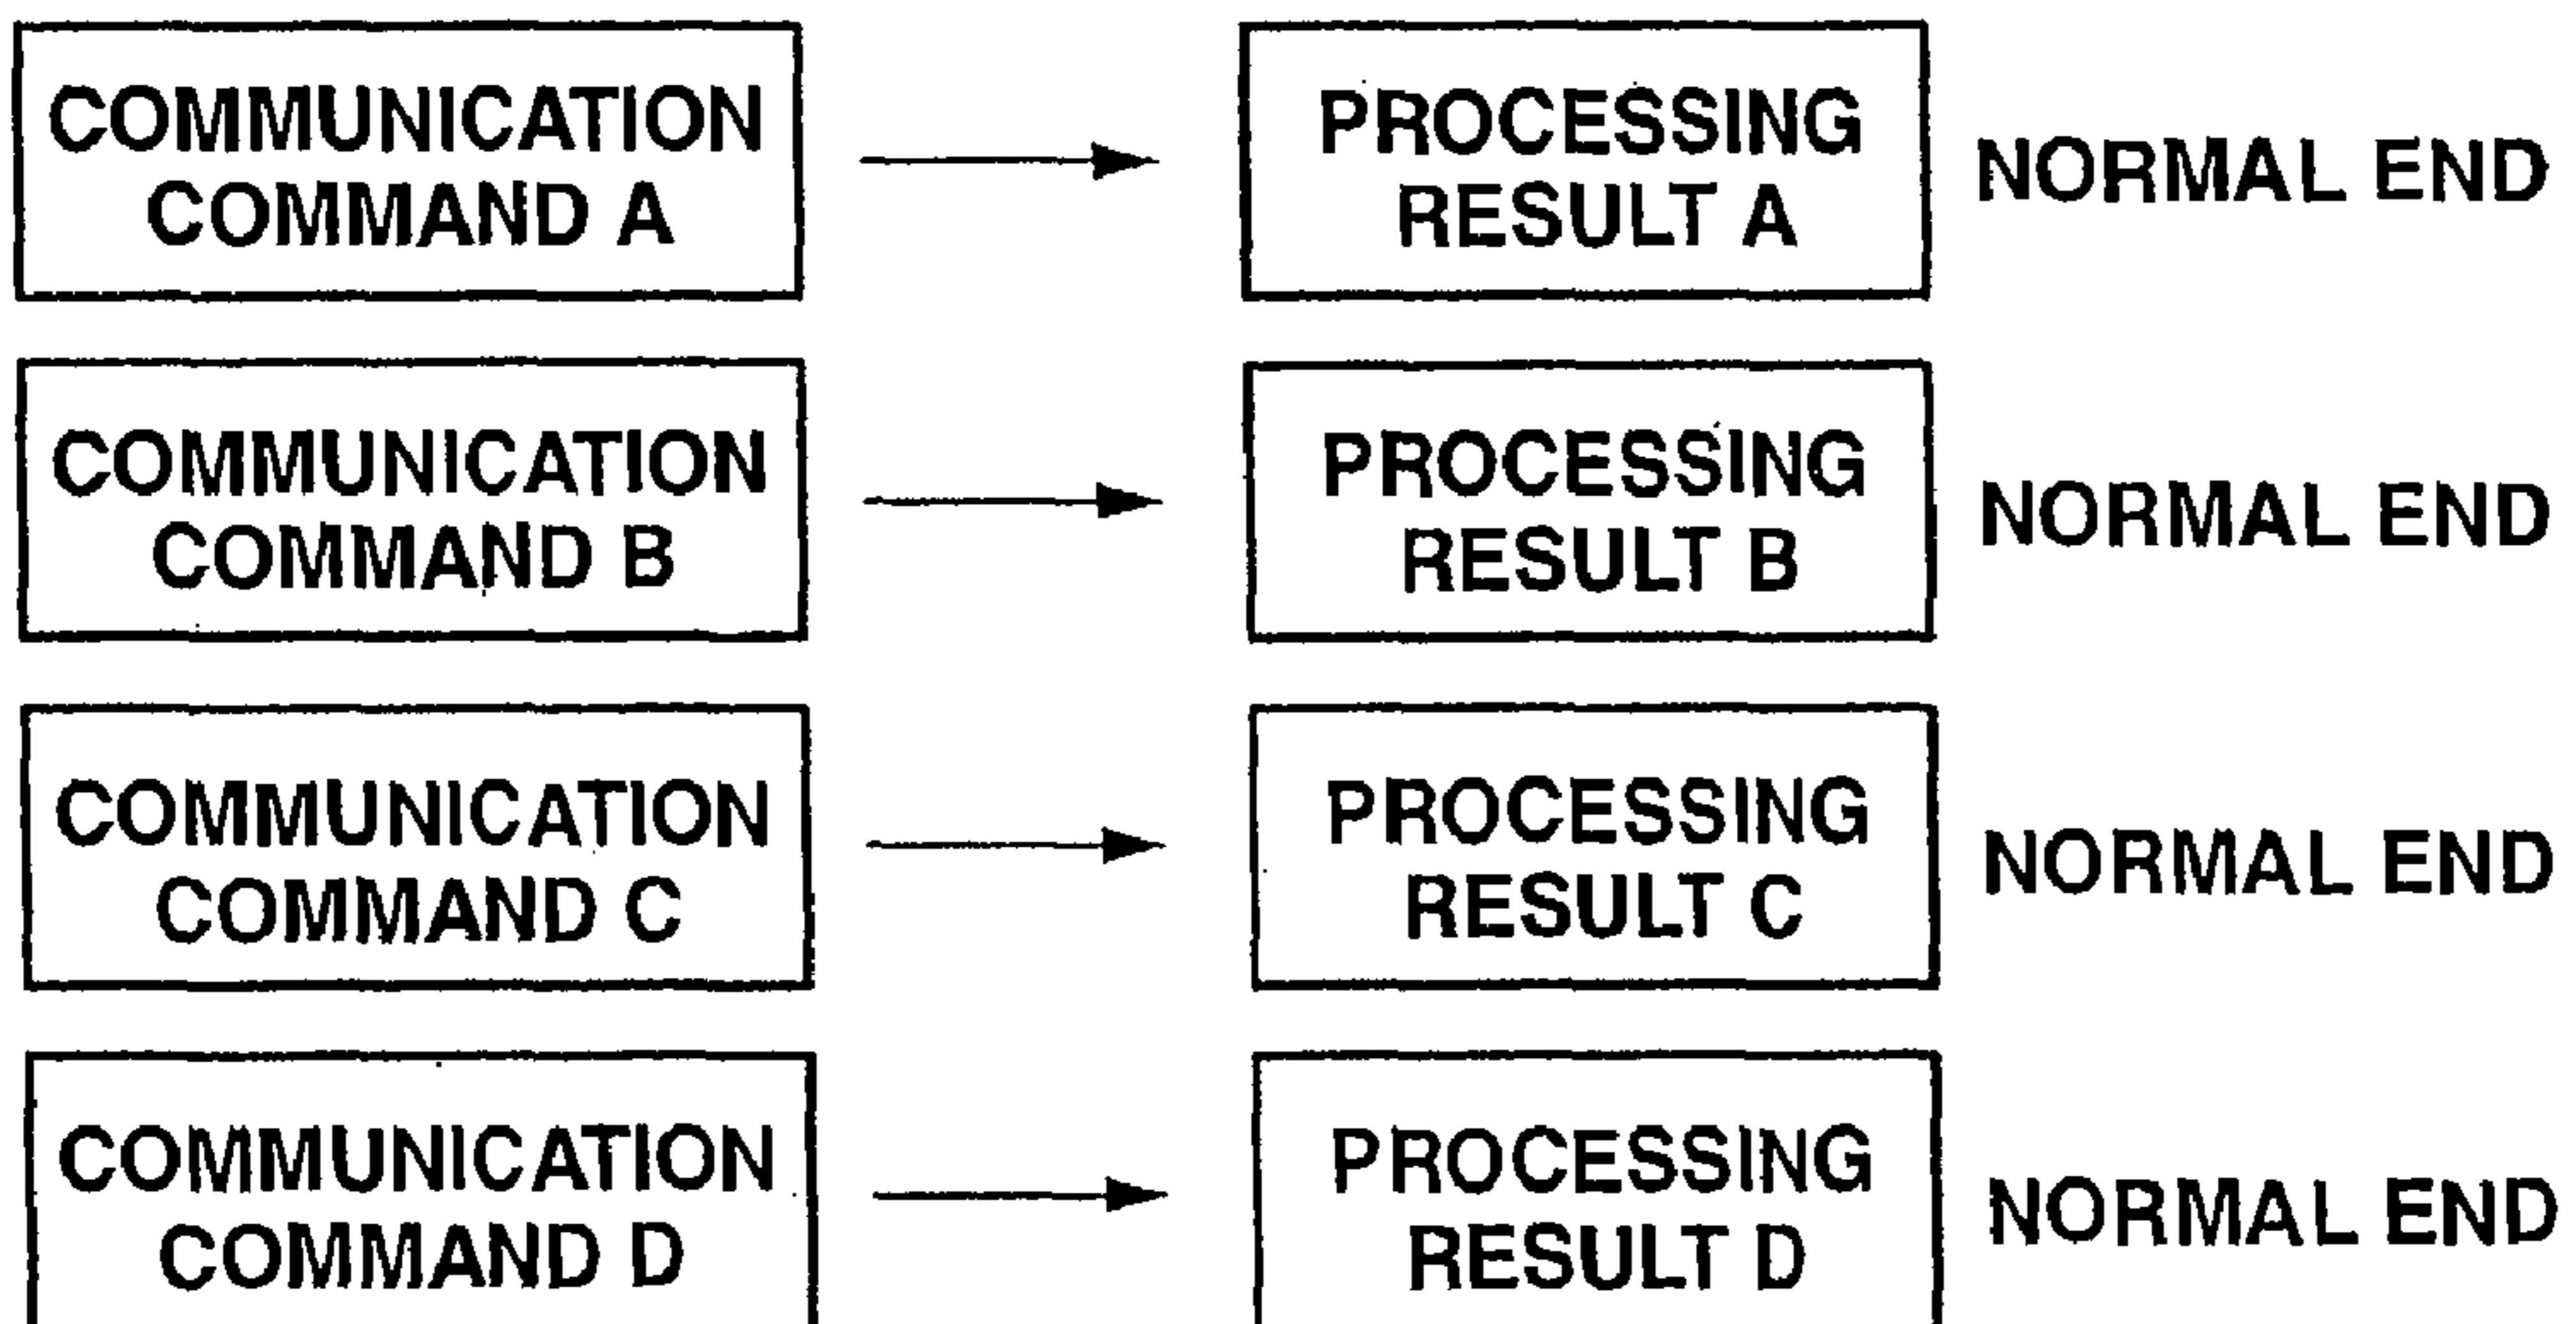 COMMUNICATION
COMMAND A
PROCESSING
RESULT A
NORMAL END
COMMUNICATION
COMMAND B
PROCESSING
RESULT B
NORMAL END
COMMUNICATION
COMMAND C
PROCESSING
RESULT C
NORMAL END
COMMUNICATION
COMMAND D
PROCESSING
RESULT D
NORMAL END